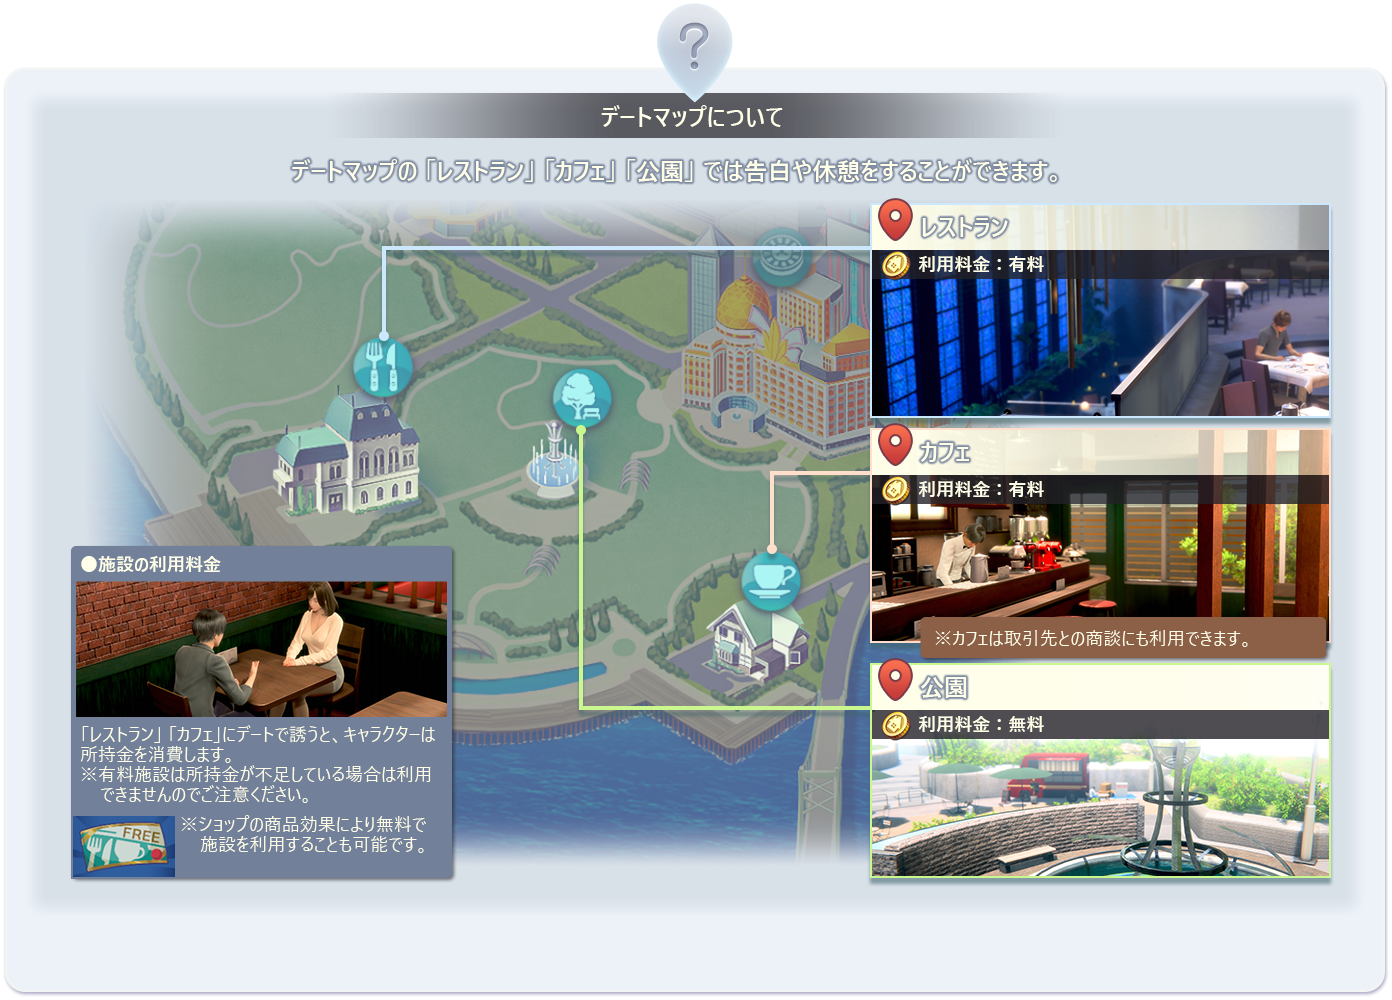 ?
デートマップについて
デートマップの「レストラン」「カフェ」「公園」では告白や休憩をすることができます。
レストラン
利用料金：有料
カフェ
利用料金：有料
※カフェは取引先との商談にも利用できます。
公園
利用料金：無料
●施設の利用料金
「レストラン」「カフェ」にデートで誘うと、キャラクターは
所持金を消費します。
※有料施設は所持金が不足している場合は利用
できませんのでご注意ください。
FREE
※ショップの商品効果により無料で
施設を利用することも可能です。